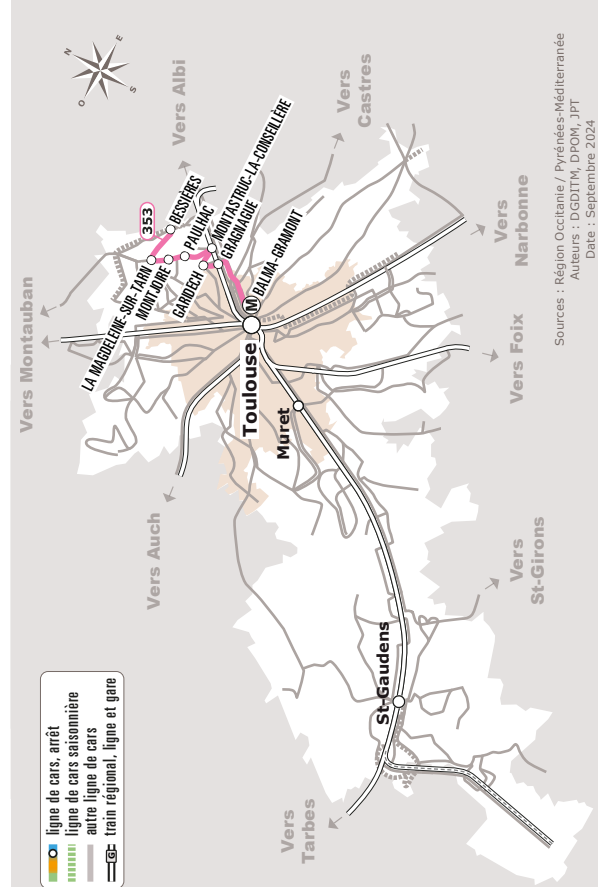 N
E
O
S
Vers Albi
Vers
Castres
Vers Montauban
353
BESSIÈRES
PAULHAC
MONTASTRUC-LA-CONSEILLÈRE
GRAGNAGUE
LA MAGDELEINE-SUR-TARN
MONTJOIRE
GARIDECH
M BALMA-GRAMONT
Toulouse
Vers
Narbonne
Vers Foix
Muret
Vers Auch
Vers
St-Girons
St-Gaudens
Vers
Tarbes
ligne de cars, arrêt
ligne de cars saisonnière
autre ligne de cars
G train régional, ligne et gare
Sources : Région Occitanie / Pyrénées-Méditerranée
Auteurs : DGDITM, DPOM, JPT
Date : Septembre 2024